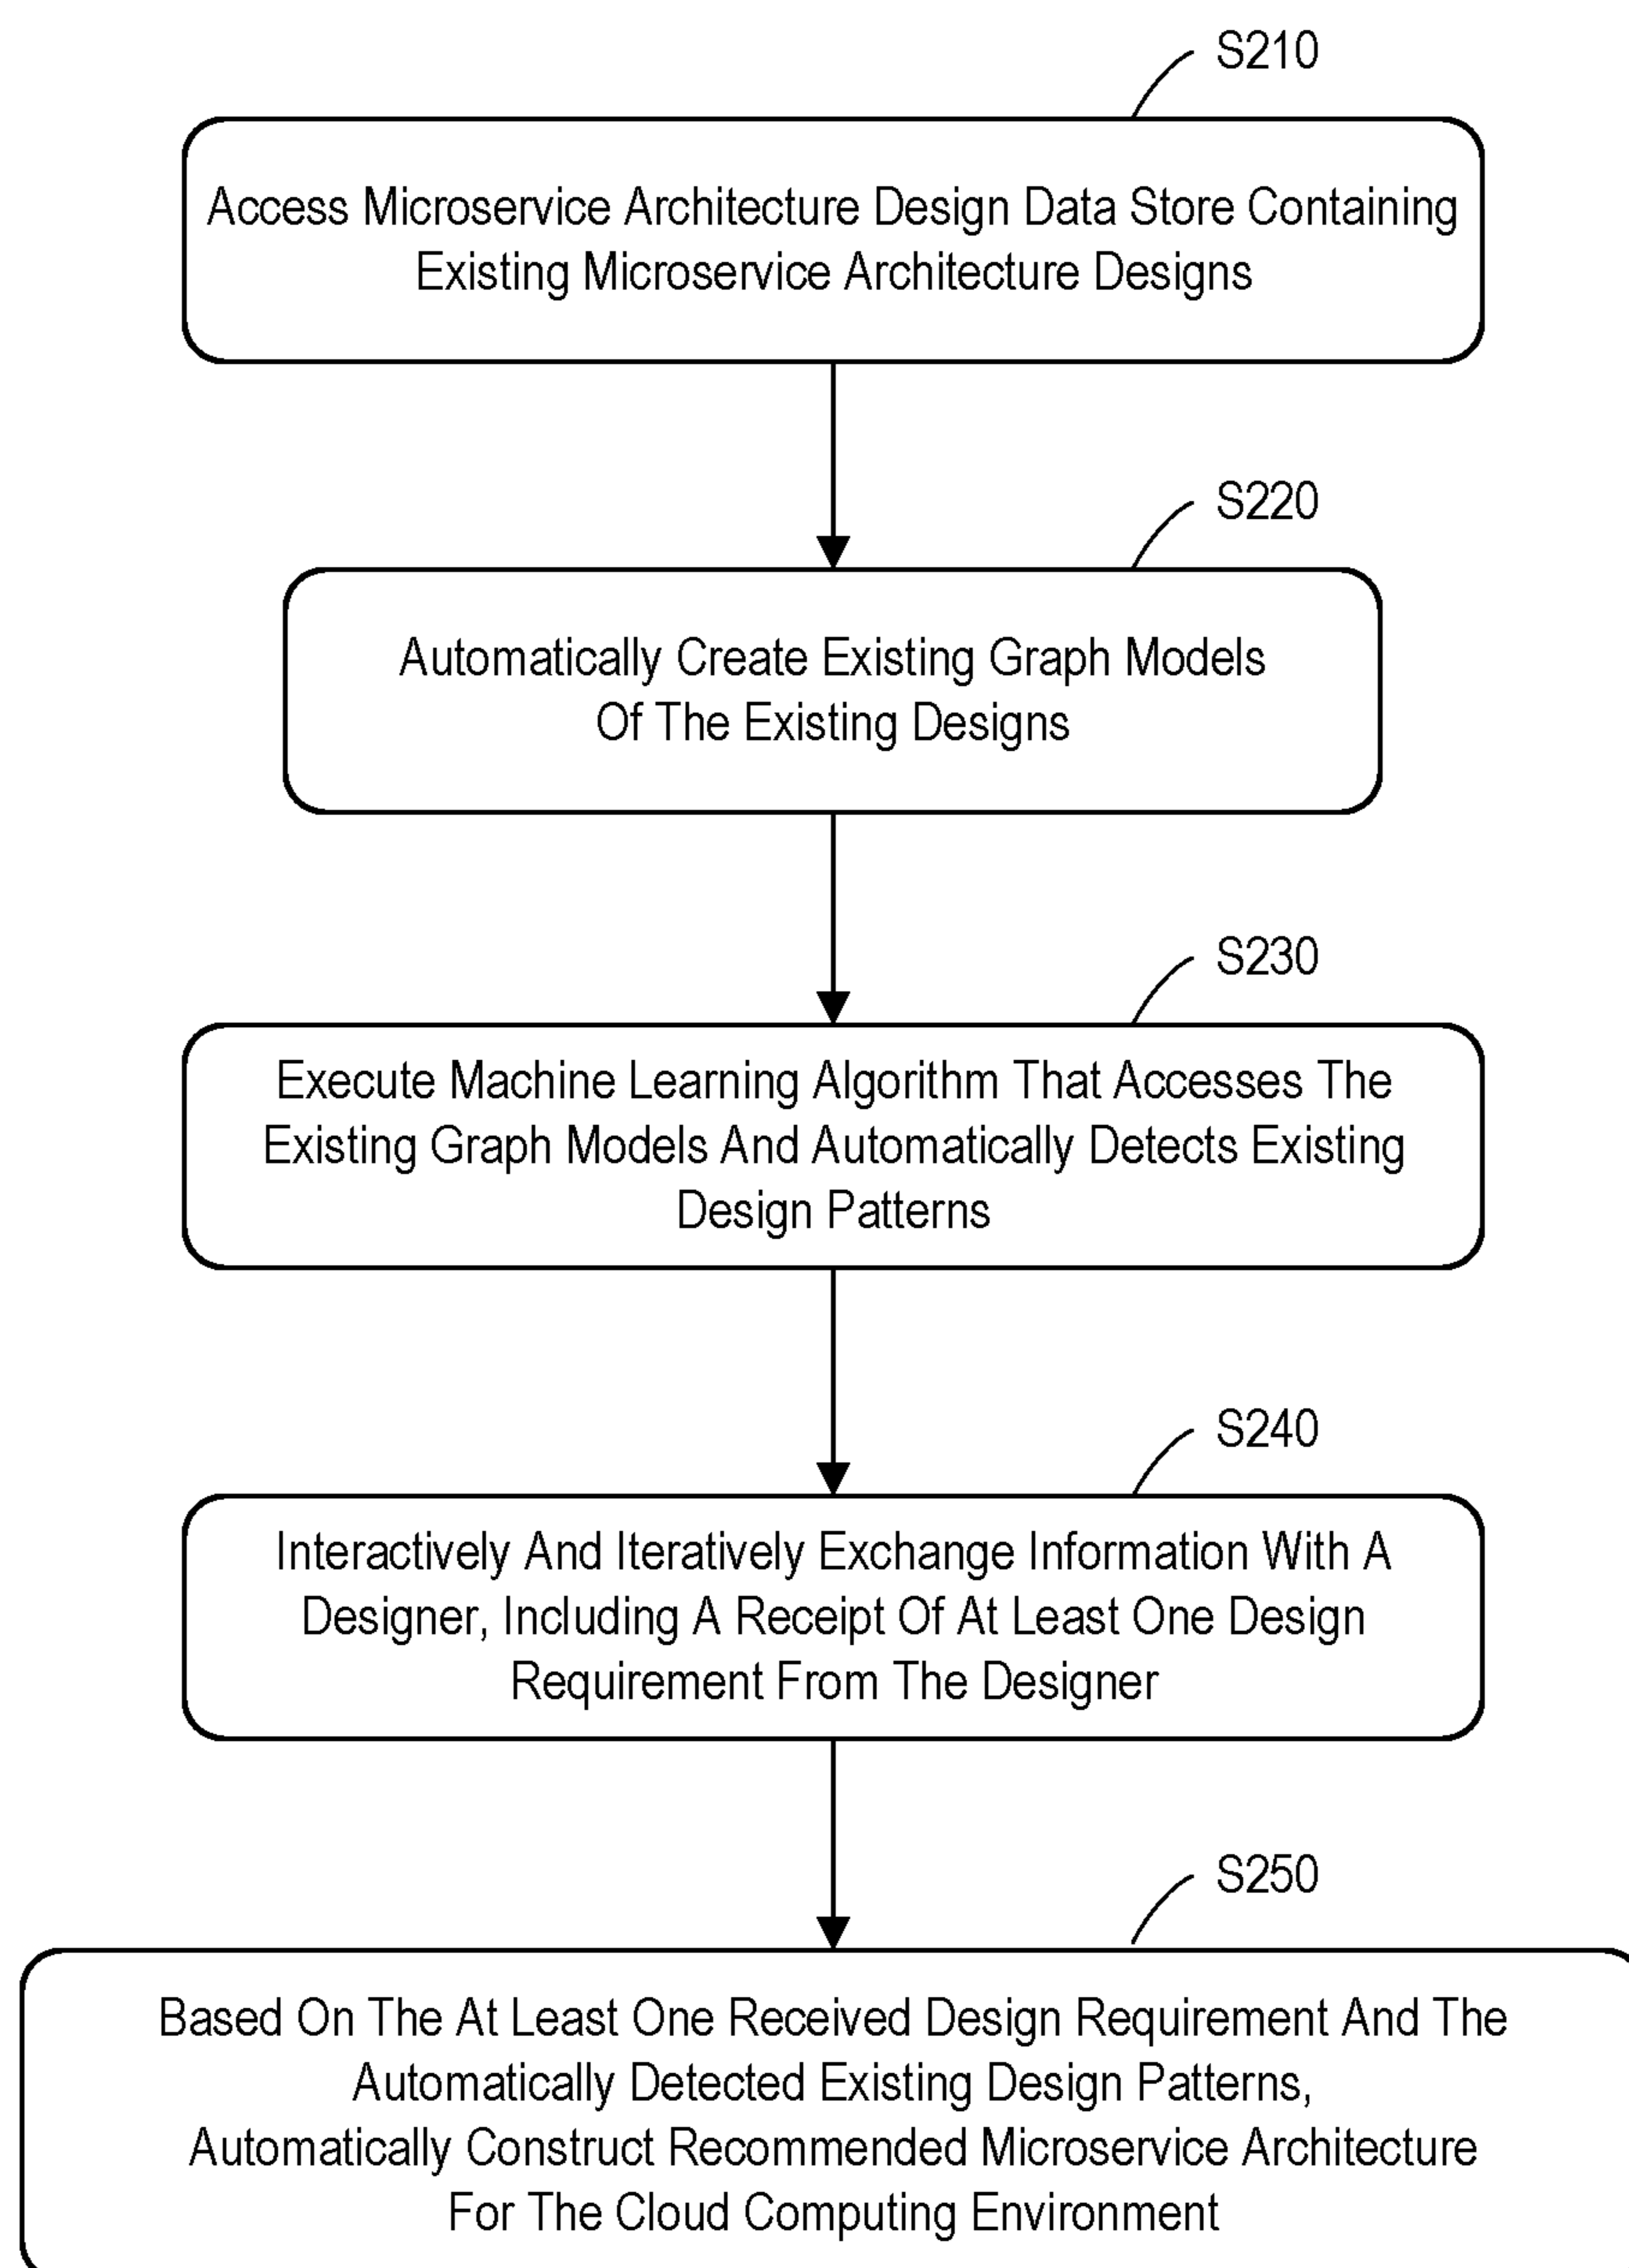 S210
Access Microservice Architecture Design Data Store Containing
Existing Microservice Architecture Designs
S220
Automatically Create Existing Graph Models
Of The Existing Designs
S230
Execute Machine Learning Algorithm That Accesses The
Existing Graph Models And Automatically Detects Existing
Design Patterns
S240
Interactively And Iteratively Exchange Information With A
Designer, Including A Receipt Of At Least One Design
Requirement From The Designer
S250
Based On The At Least One Received Design Requirement And The
Automatically Detected Existing Design Patterns,
Automatically Construct Recommended Microservice Architecture
For The Cloud Computing Environment